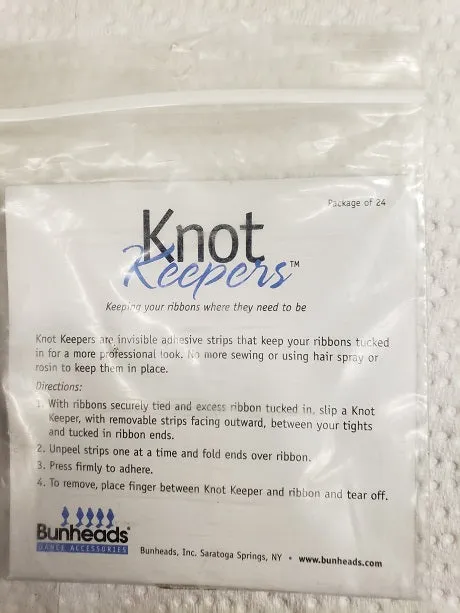 Package of 24
Knot
Keepers™
Keeping your ribbons where they need to be
Knot Keepers are invisible adhesive strips that keep your ribbons tucked
in for a more professional look. No more sewing or using hair spray or
rosin to keep them in place.
Directions:
1. With ribbons securely tied and excess ribbon tucked in, slip a Knot
Keeper, with removable strips facing outward, between your tights
and tucked in ribbon ends.
2. Unpeel strips one at a time and fold ends over ribbon.
3. Press firmly to adhere.
4. To remove, place finger between Knot Keeper and ribbon and tear off.
Bunheads®
DANCE ACCESSORIES
Bunheads, Inc. Saratoga Springs, NY • www.bunheads.com